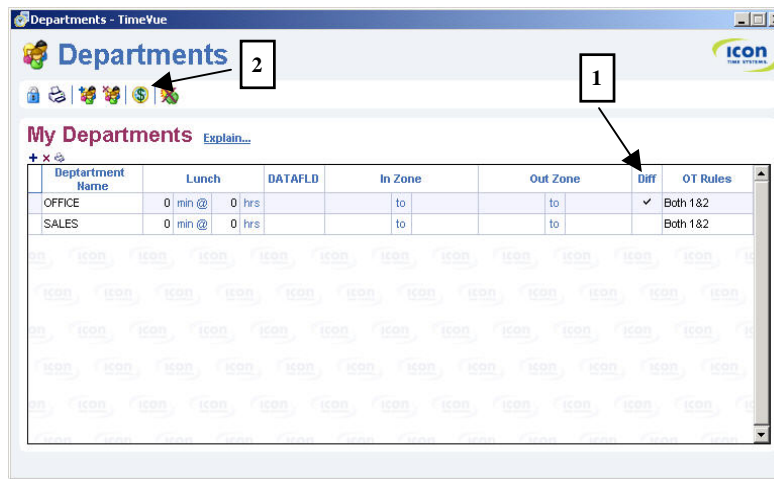 Departments - TimeVue
Departments
icon
TIME SYSTEMS
2
1
My Departments Explain...
Deptartment Name Lunch DATAFLD In Zone Out Zone Diff OT Rules
OFFICE 0 min @ 0 hrs to to ✓ Both 1&2
SALES 0 min @ 0 hrs to to Both 1&2